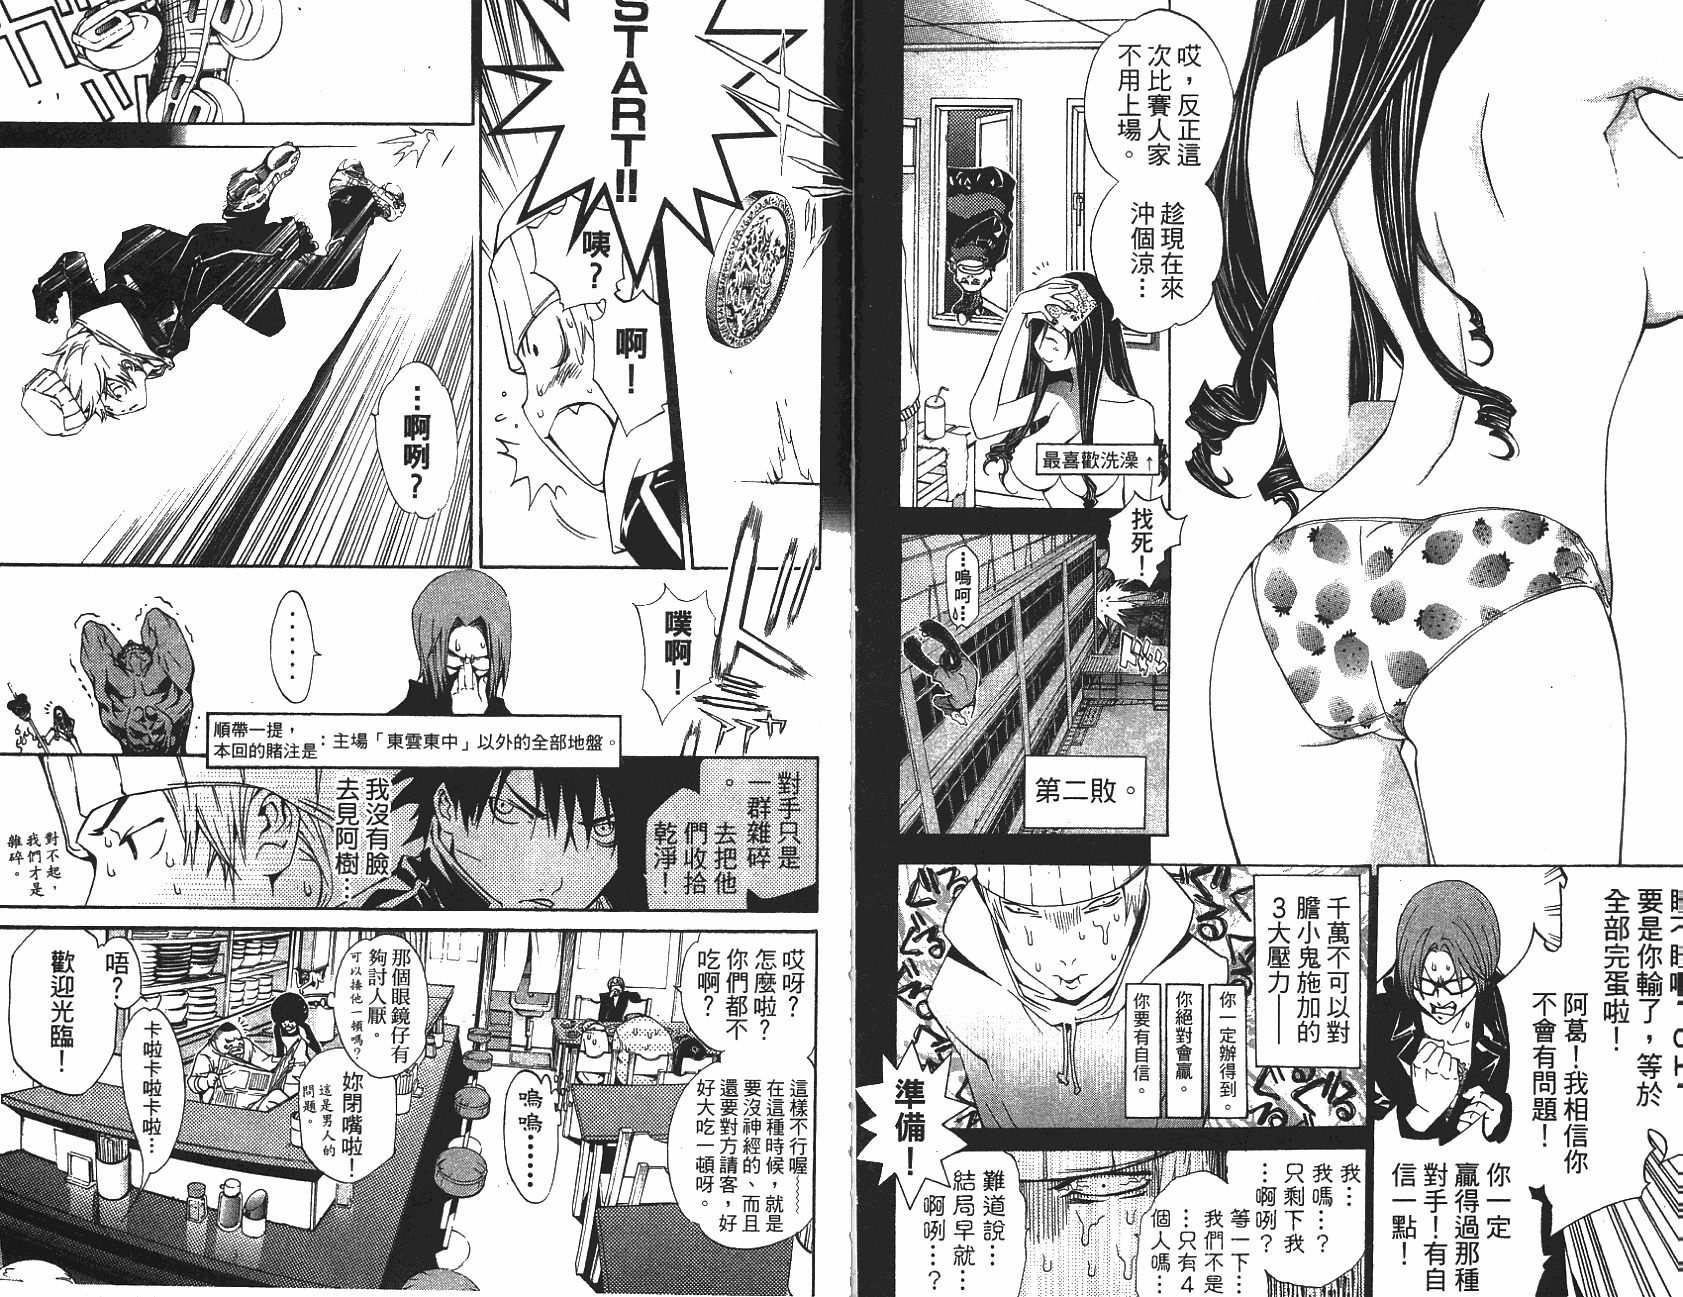 哎，反正這
次比賽人家
不用上場。
趁現在來
沖個涼…
最喜歡洗澡↑
找死！
…嗚呵…
第二敗。
要是你輸了，等於
全部完蛋啦！
阿葛！我相信你
不會有問題！
你一定
贏得過那種
對手！有自
信一點！
千萬不可以對
膽小鬼施加的
3大壓力——
你一定辦得到。
你絕對會贏。
你要有自信。
我…
我嗎…？
只剩下我
…啊咧？
等一下…
我們不是
…只有4
個人嗎…
難道說…
結局早就…
啊咧…？
準備！
START!!
咦？
啊！
…啊咧？
噗啊！
……
順帶一提，
本回的賭注是：主場「東雲東中」以外的全部地盤。
對手只是
一群雜碎
。
去把他
們收拾
乾淨！
我沒有臉
去見阿樹…
對不起，
我們才是
雜碎。
哎呀？
怎麼啦？
你們都不
吃啊？
這樣不行喔~~
在這種時候，就是
要沒神經的、而且
還要對方請客，好
好大吃一頓呀。
嗚嗚……
那個眼鏡仔有
夠討人厭。
可以揍他一頓嗎？
妳閉嘴啦！
這是男人的
問題。
卡啦卡啦卡啦…
唔？
歡迎光臨！